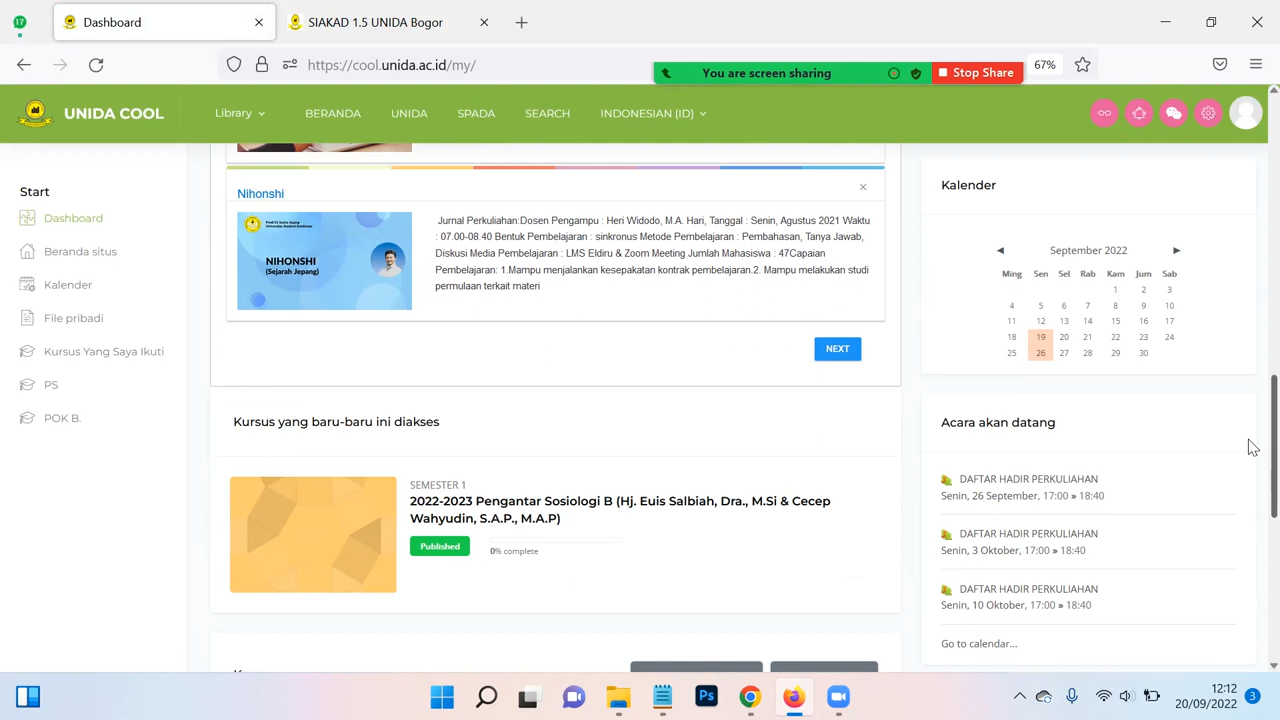 17
Dashboard
SIAKAD 1.5 UNIDA Bogor
https://cool.unida.ac.id/my/
You are screen sharing
Stop Share
67%
UNIDA COOL
Library
BERANDA
UNIDA
SPADA
SEARCH
INDONESIAN (ID)
Start
Dashboard
Beranda situs
Kalender
File pribadi
Kursus Yang Saya Ikuti
PS
POK B.
Nihonshi
NIHONSHI
(Sejarah Jepang)
Jurnal Perkuliahan:Dosen Pengampu : Heri Widodo, M.A. Hari, Tanggal : Senin, Agustus 2021 Waktu
: 07.00-08.40 Bentuk Pembelajaran : sinkronus Metode Pembelajaran : Pembahasan, Tanya Jawab,
Diskusi Media Pembelajaran : LMS Eldiru & Zoom Meeting Jumlah Mahasiswa : 47Capaian
Pembelajaran: 1.Mampu menjalankan kesepakatan kontrak pembelajaran.2. Mampu melakukan studi
permulaan terkait materi
NEXT
Kursus yang baru-baru ini diakses
SEMESTER 1
2022-2023 Pengantar Sosiologi B (Hj. Euis Salbiah, Dra., M.Si & Cecep
Wahyudin, S.A.P., M.A.P)
Published
0% complete
Kalender
◀ September 2022 ▶
Ming Sen Sel Rab Kam Jum Sab
1 2 3
4 5 6 7 8 9 10
11 12 13 14 15 16 17
18 19 20 21 22 23 24
25 26 27 28 29 30
Acara akan datang
DAFTAR HADIR PERKULIAHAN
Senin, 26 September, 17:00 » 18:40
DAFTAR HADIR PERKULIAHAN
Senin, 3 Oktober, 17:00 » 18:40
DAFTAR HADIR PERKULIAHAN
Senin, 10 Oktober, 17:00 » 18:40
Go to calendar...
Ps
12:12
20/09/2022
3